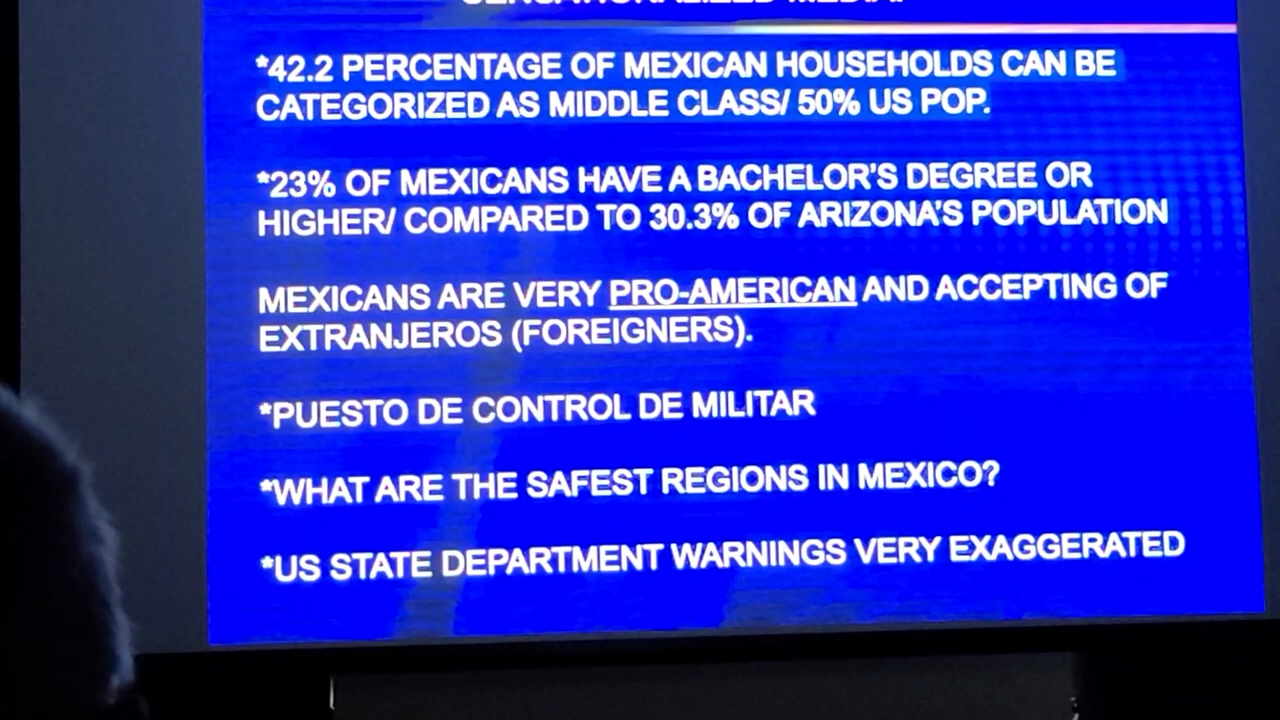 SENSATIONALIZED MEDIA.
*42.2 PERCENTAGE OF MEXICAN HOUSEHOLDS CAN BE
CATEGORIZED AS MIDDLE CLASS/ 50% US POP.
*23% OF MEXICANS HAVE A BACHELOR'S DEGREE OR
HIGHER/ COMPARED TO 30.3% OF ARIZONA'S POPULATION
MEXICANS ARE VERY PRO-AMERICAN AND ACCEPTING OF
EXTRANJEROS (FOREIGNERS).
*PUESTO DE CONTROL DE MILITAR
*WHAT ARE THE SAFEST REGIONS IN MEXICO?
*US STATE DEPARTMENT WARNINGS VERY EXAGGERATED